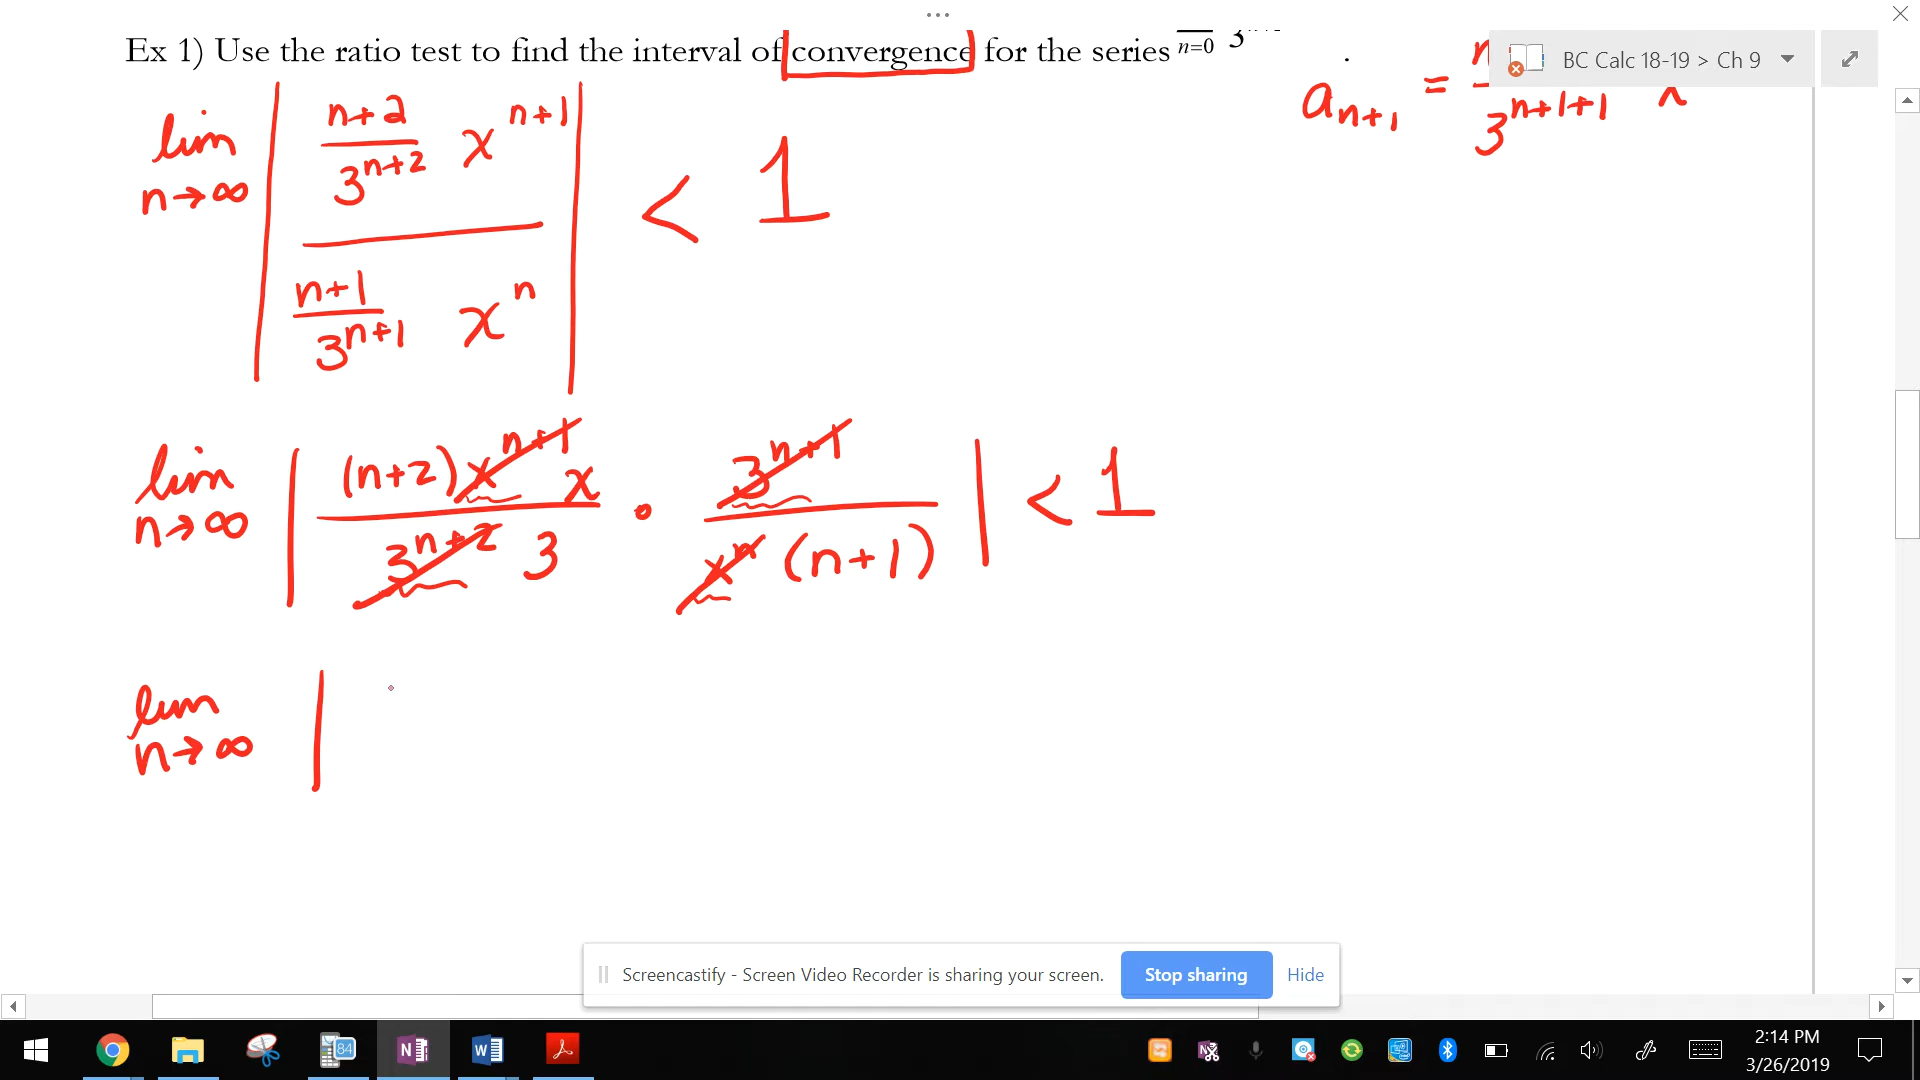 Ex 1) Use the ratio test to find the interval of convergence for the series n=0 3 .
BC Calc 18-19 > Ch 9
a_{n+1} = n / 3^{n+1+1} x
lim n→∞ | (n+2 / 3^{n+2}) x^{n+1} / (n+1 / 3^{n+1}) x^n | < 1
lim n→∞ | (n+2) x^{n+1} x / 3^{n+2} 3 • 3^{n+1} / x^n (n+1) | < 1
lim n→∞ |
Screencastify - Screen Video Recorder is sharing your screen. Stop sharing Hide
84
2:14 PM
3/26/2019